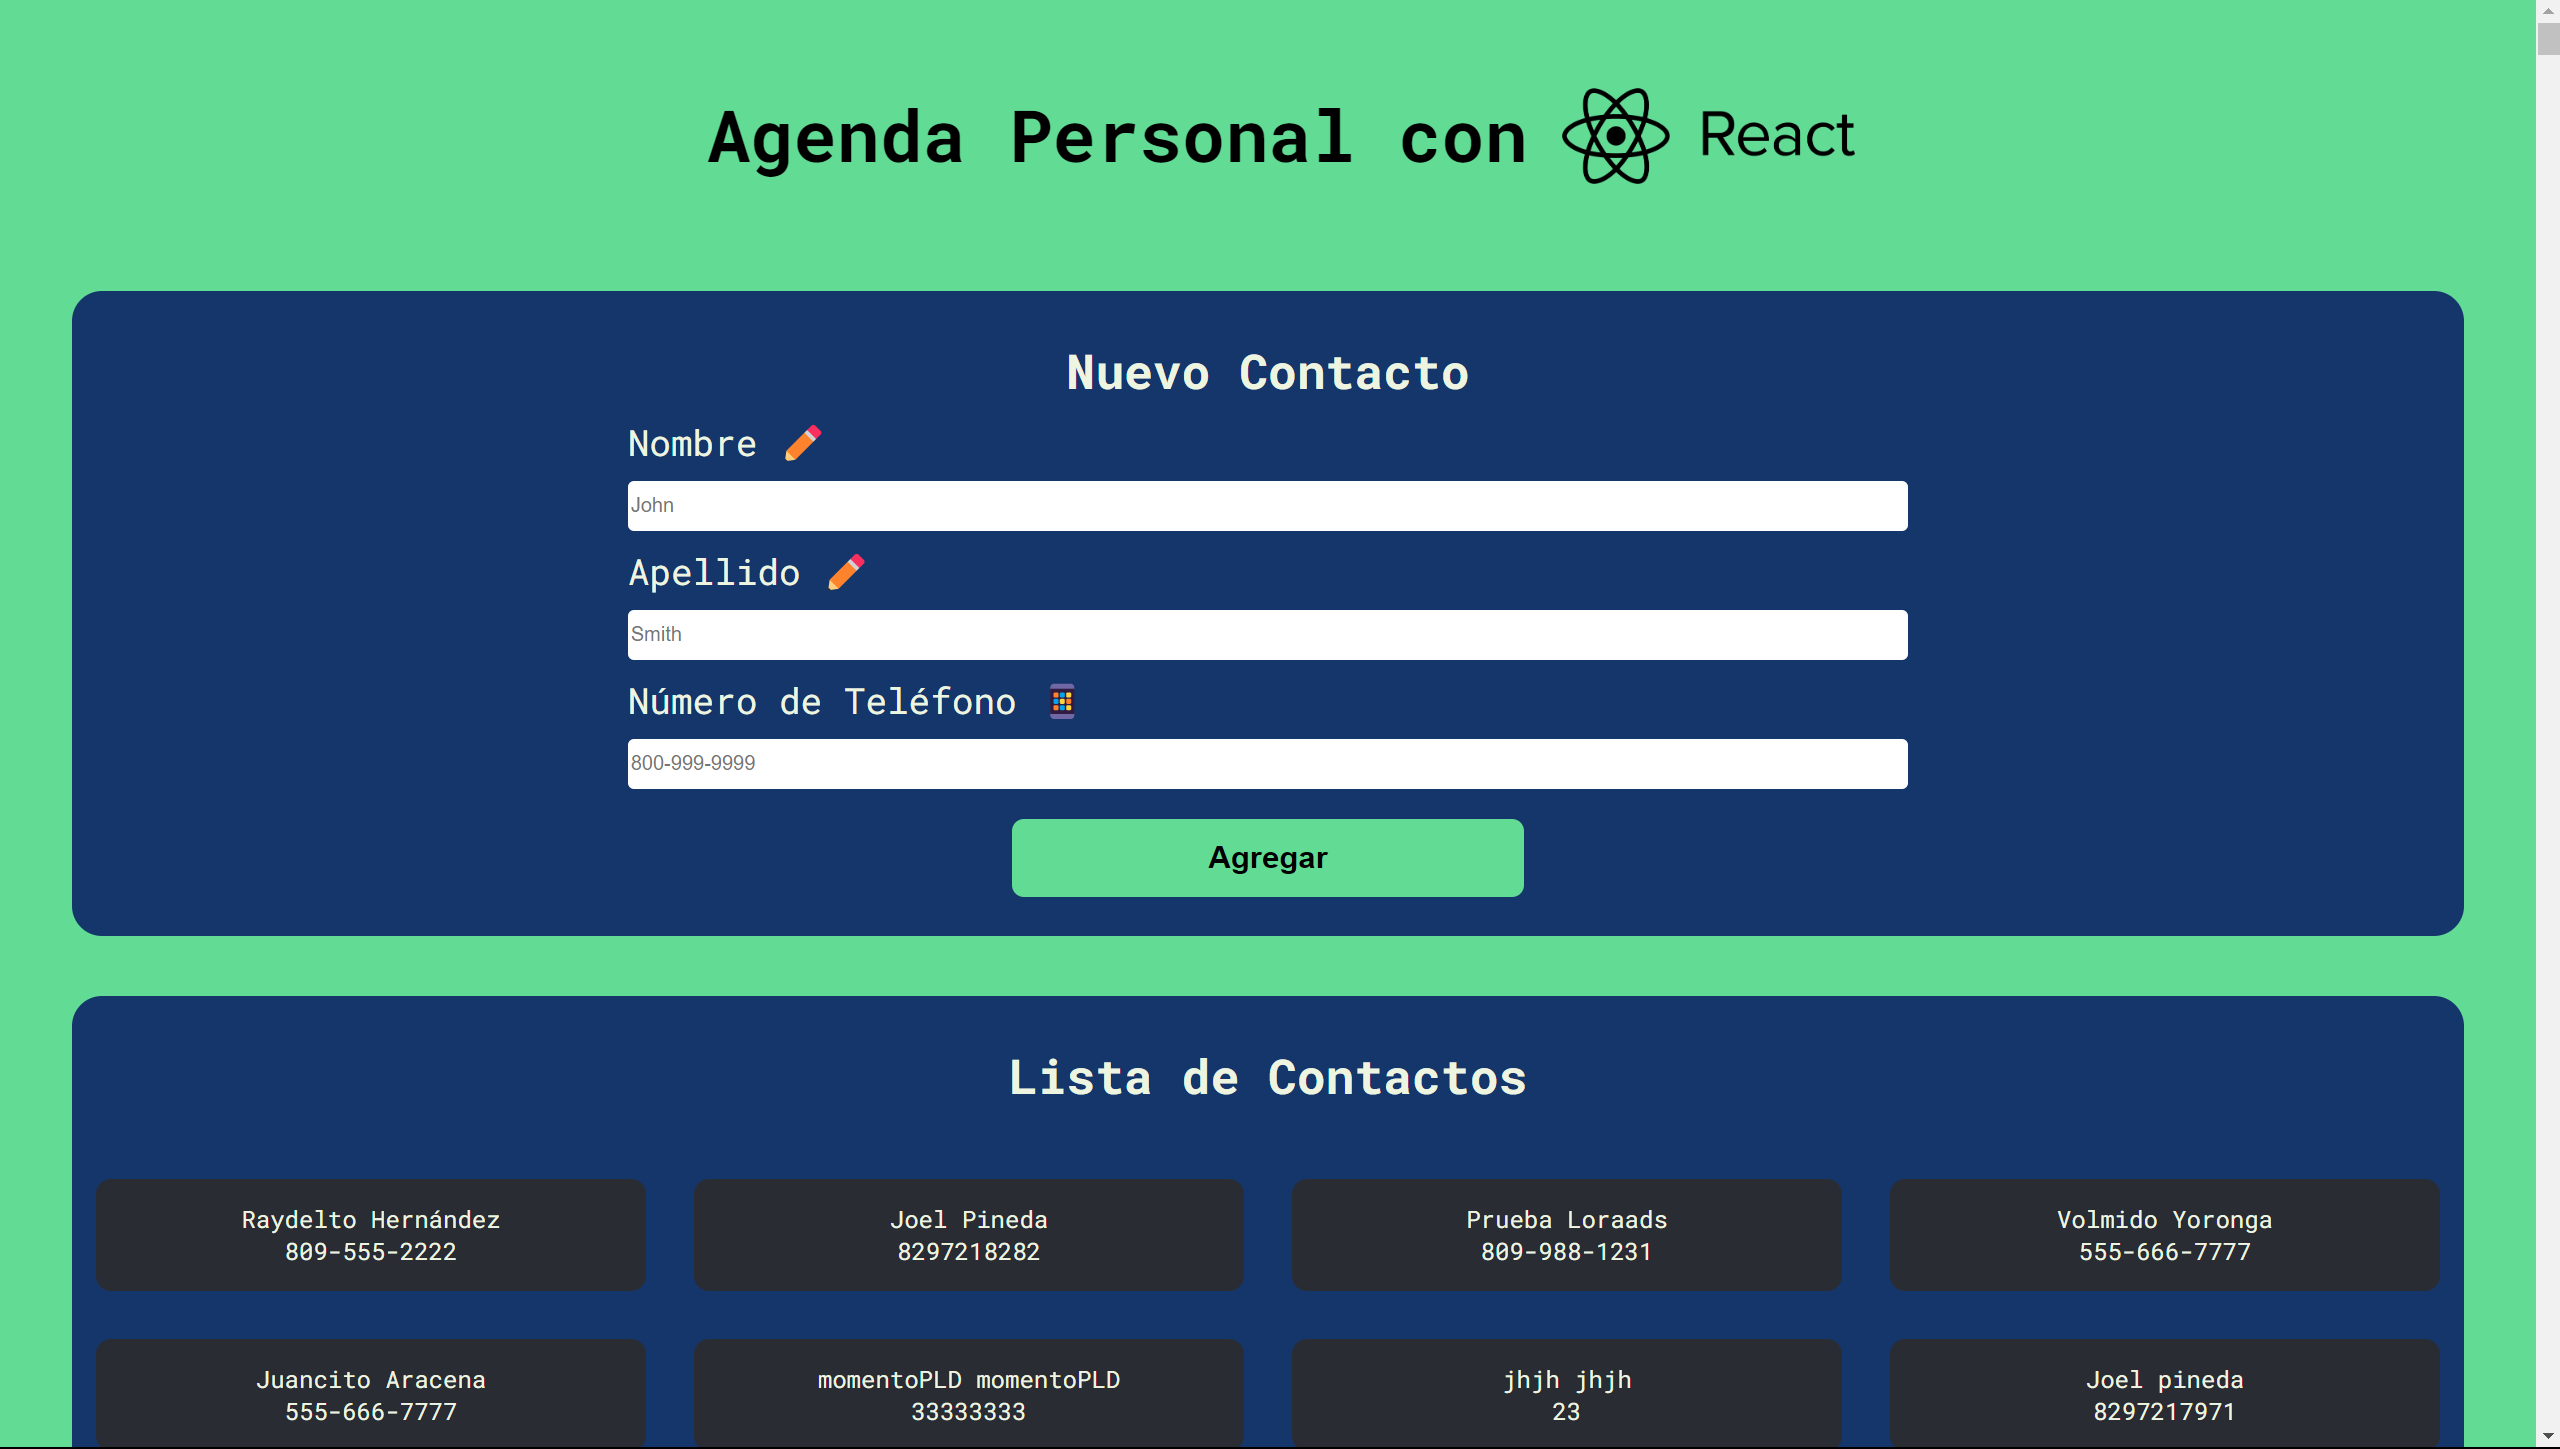 Agenda Personal con React
Nuevo Contacto
Nombre
John
Apellido
Smith
Número de Teléfono
800-999-9999
Agregar
Lista de Contactos
Raydelto Hernández
809-555-2222
Joel Pineda
8297218282
Prueba Loraads
809-988-1231
Volmido Yoronga
555-666-7777
Juancito Aracena
555-666-7777
momentoPLD momentoPLD
33333333
jhjh jhjh
23
Joel pineda
8297217971